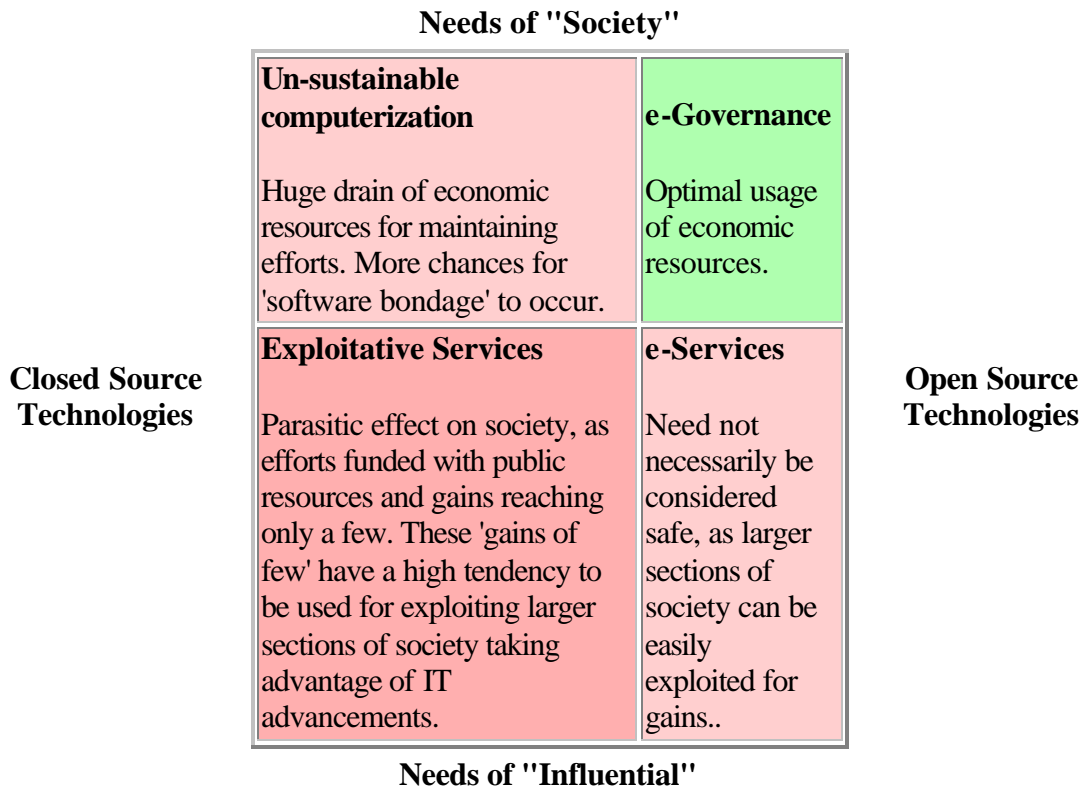 Needs of "Society"
Un-sustainable
computerization
Huge drain of economic
resources for maintaining
efforts. More chances for
'software bondage' to occur.
e-Governance
Optimal usage
of economic
resources.
Closed Source
Technologies
Exploitative Services
Parasitic effect on society, as
efforts funded with public
resources and gains reaching
only a few. These 'gains of
few' have a high tendency to
be used for exploiting larger
sections of society taking
advantage of IT
advancements.
e-Services
Need not
necessarily be
considered
safe, as larger
sections of
society can be
easily
exploited for
gains..
Open Source
Technologies
Needs of "Influential"